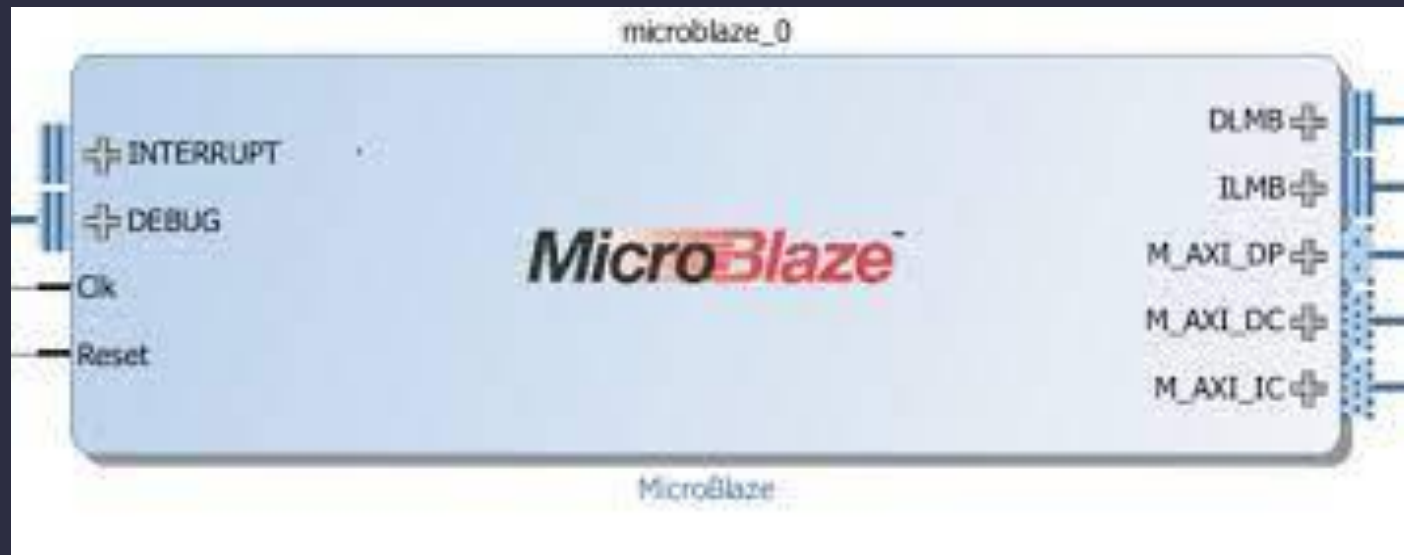 microblaze_0
INTERRUPT
DEBUG
Clk
Reset
MicroBlaze
DLMB
ILMB
M_AXI_DP
M_AXI_DC
M_AXI_IC
MicroBlaze